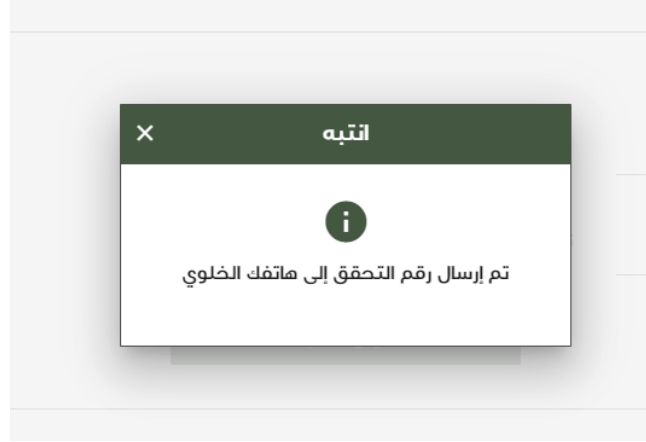 انتبه
تم إرسال رقم التحقق إلى هاتفك الخلوي